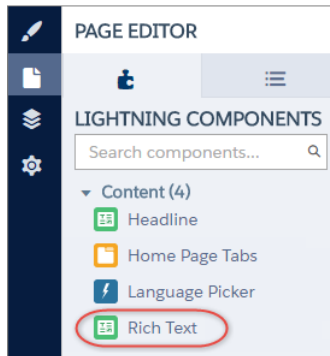 PAGE EDITOR
LIGHTNING COMPONENTS
Search components...
Content (4)
Headline
Home Page Tabs
Language Picker
Rich Text